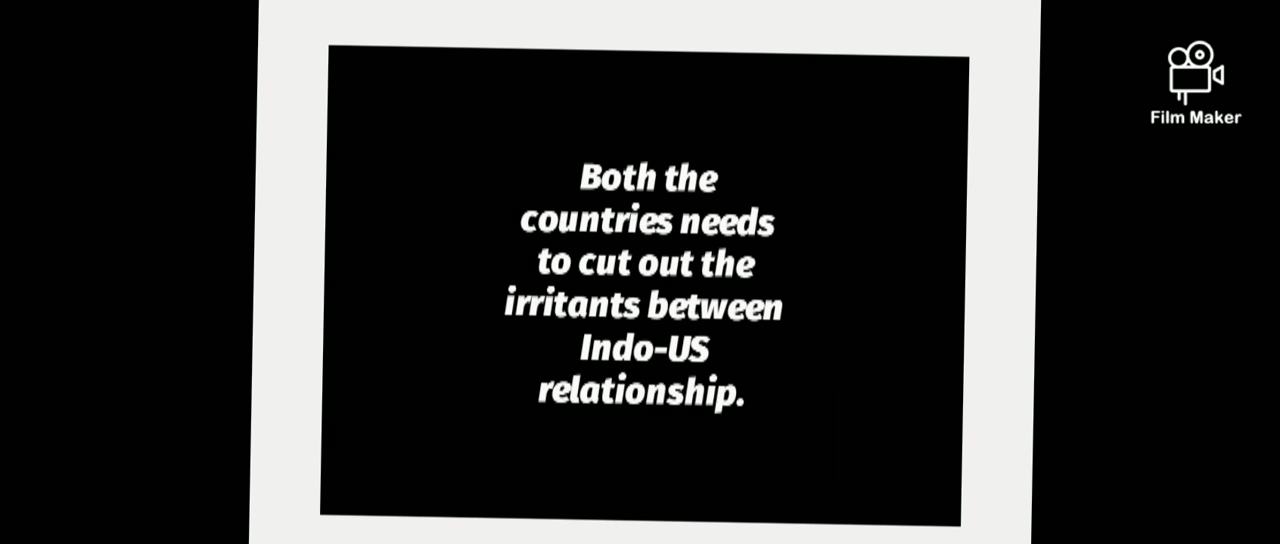 Both the
countries needs
to cut out the
irritants between
Indo-US
relationship.
Film Maker